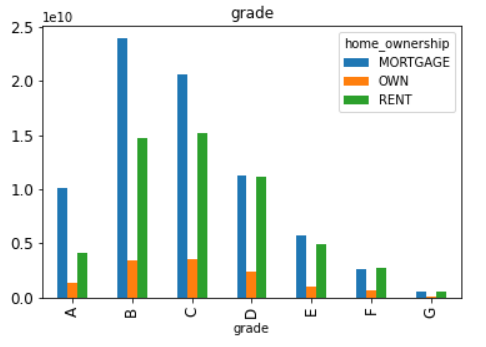 grade
1e10
2.5
2.0
1.5
1.0
0.5
0.0
home_ownership
MORTGAGE
OWN
RENT
A B C D E F G
grade